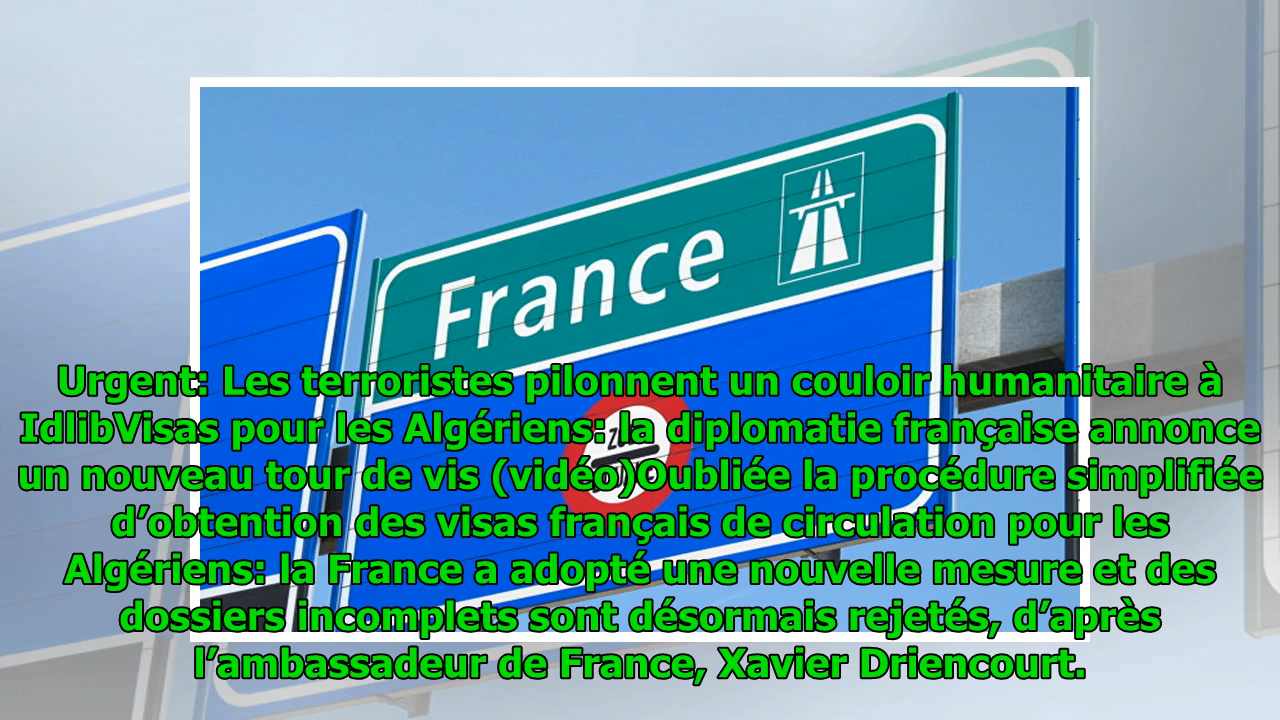 France
Urgent: Les terroristes pilonnent un couloir humanitaire à
IdlibVisas pour les Algériens: la diplomatie française annonce
un nouveau tour de vis (vidéo)Oubliée la procédure simplifiée
d’obtention des visas français de circulation pour les
Algériens: la France a adopté une nouvelle mesure et des
dossiers incomplets sont désormais rejetés, d’après
l’ambassadeur de France, Xavier Driencourt.